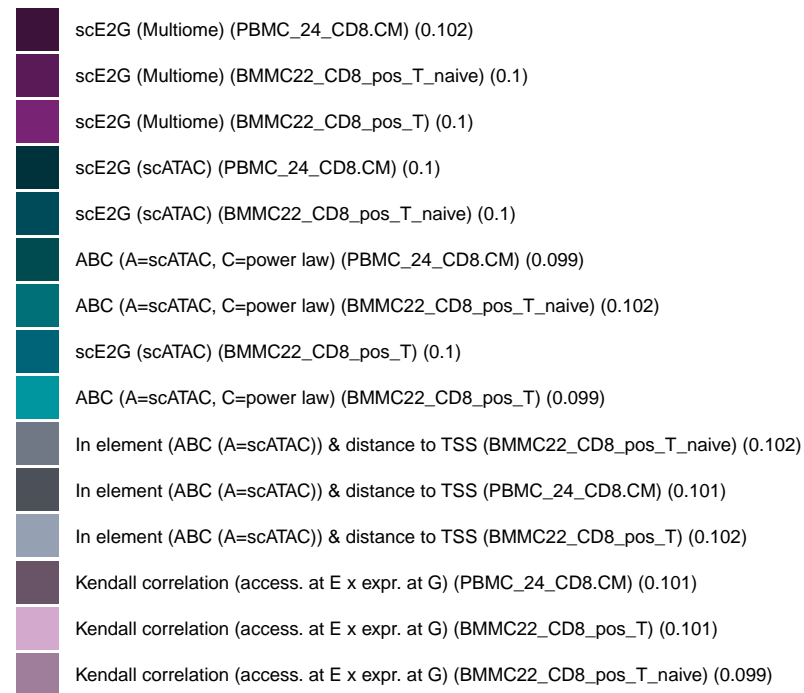 scE2G (Multiome) (PBMC_24_CD8.CM) (0.102)
scE2G (Multiome) (BMMC22_CD8_pos_T_naive) (0.1)
scE2G (Multiome) (BMMC22_CD8_pos_T) (0.1)
scE2G (scATAC) (PBMC_24_CD8.CM) (0.1)
scE2G (scATAC) (BMMC22_CD8_pos_T_naive) (0.1)
ABC (A=scATAC, C=power law) (PBMC_24_CD8.CM) (0.099)
ABC (A=scATAC, C=power law) (BMMC22_CD8_pos_T_naive) (0.102)
scE2G (scATAC) (BMMC22_CD8_pos_T) (0.1)
ABC (A=scATAC, C=power law) (BMMC22_CD8_pos_T) (0.099)
In element (ABC (A=scATAC)) & distance to TSS (BMMC22_CD8_pos_T_naive) (0.102)
In element (ABC (A=scATAC)) & distance to TSS (PBMC_24_CD8.CM) (0.101)
In element (ABC (A=scATAC)) & distance to TSS (BMMC22_CD8_pos_T) (0.102)
Kendall correlation (access. at E x expr. at G) (PBMC_24_CD8.CM) (0.101)
Kendall correlation (access. at E x expr. at G) (BMMC22_CD8_pos_T) (0.101)
Kendall correlation (access. at E x expr. at G) (BMMC22_CD8_pos_T_naive) (0.099)